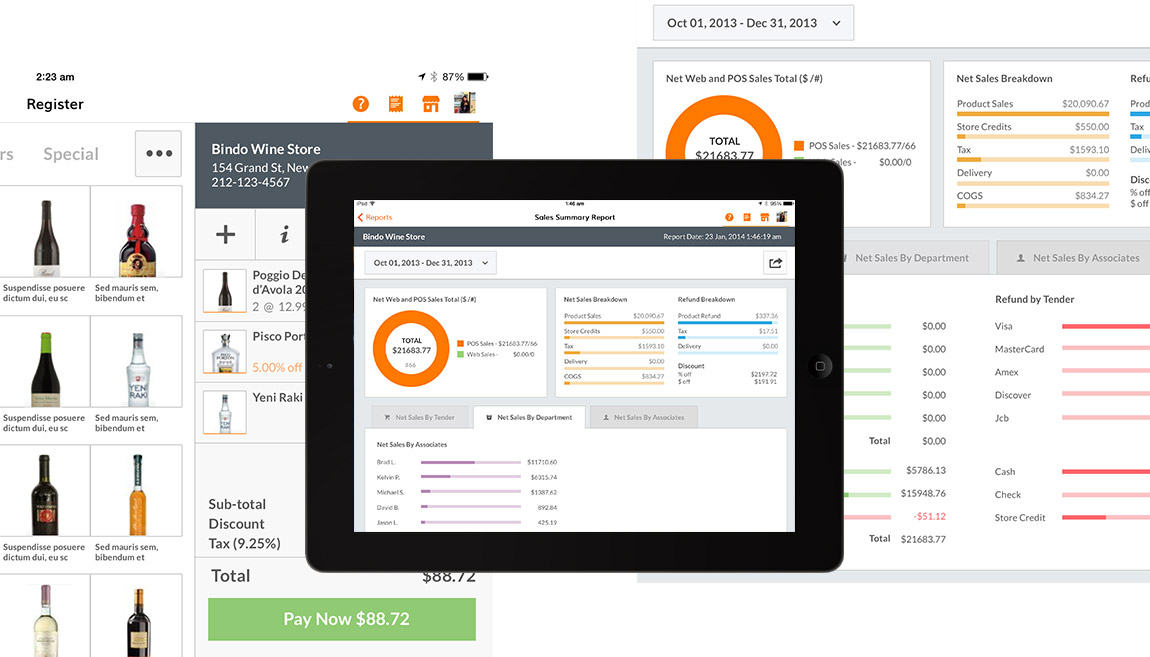 2:23 am
87%
Register
rs
Special
Bindo Wine Store
154 Grand St, New
212-123-4567
Suspendisse posuere
dictum dui, eu sc
Sed mauris sem,
bibendum et
Suspendisse posuere
dictum dui, eu sc
Sed mauris sem,
bibendum et
Suspendisse posuere
dictum dui, eu sc
Sed mauris sem,
bibendum et
YENI
RAKI
Poggio De
d'Avola 20
2 @ 12.99
Pisco Port
5.00% off
Yeni Raki
Sub-total
Discount
Tax (9.25%)
Total
$88.72
Pay Now $88.72
iPad
1:46 am
95%
Reports
Sales Summary Report
Bindo Wine Store
Report Date: 23 Jan, 2014 1:46:19 am
Oct 01, 2013 - Dec 31, 2013
Net Web and POS Sales Total ($ /#)
TOTAL
$21683.77
#66
POS Sales - $21683.77/66
Web Sales - $0.00/0
Net Sales Breakdown
Product Sales $20,090.67
Store Credits $550.00
Tax $1593.10
Delivery $0.00
COGS $834.27
Refund Breakdown
Product Refund $337.36
Tax $17.51
Delivery $0.00
Discount
% off $2197.72
$ off $191.91
Net Sales By Tender
Net Sales By Department
Net Sales By Associates
Net Sales By Associates
Brad L. $11710.60
Kelvin P. $6315.74
Michael S. $1387.62
David B. 892.84
Jason L. 425.19
Oct 01, 2013 - Dec 31, 2013
Net Web and POS Sales Total ($ /#)
TOTAL
$21683.77
POS Sales - $21683.77/66
Sales - $0.00/0
Net Sales Breakdown
Product Sales $20,090.67
Store Credits $550.00
Tax $1593.10
Delivery $0.00
COGS $834.27
Refu
Prod
Tax
Deliv
Disc
% off
$ off
Net Sales By Department
Net Sales By Associates
$0.00
$0.00
$0.00
$0.00
$0.00
Total $0.00
$5786.13
$15948.76
-$51.12
Total $21683.77
Refund by Tender
Visa
MasterCard
Amex
Discover
Jcb
Cash
Check
Store Credit